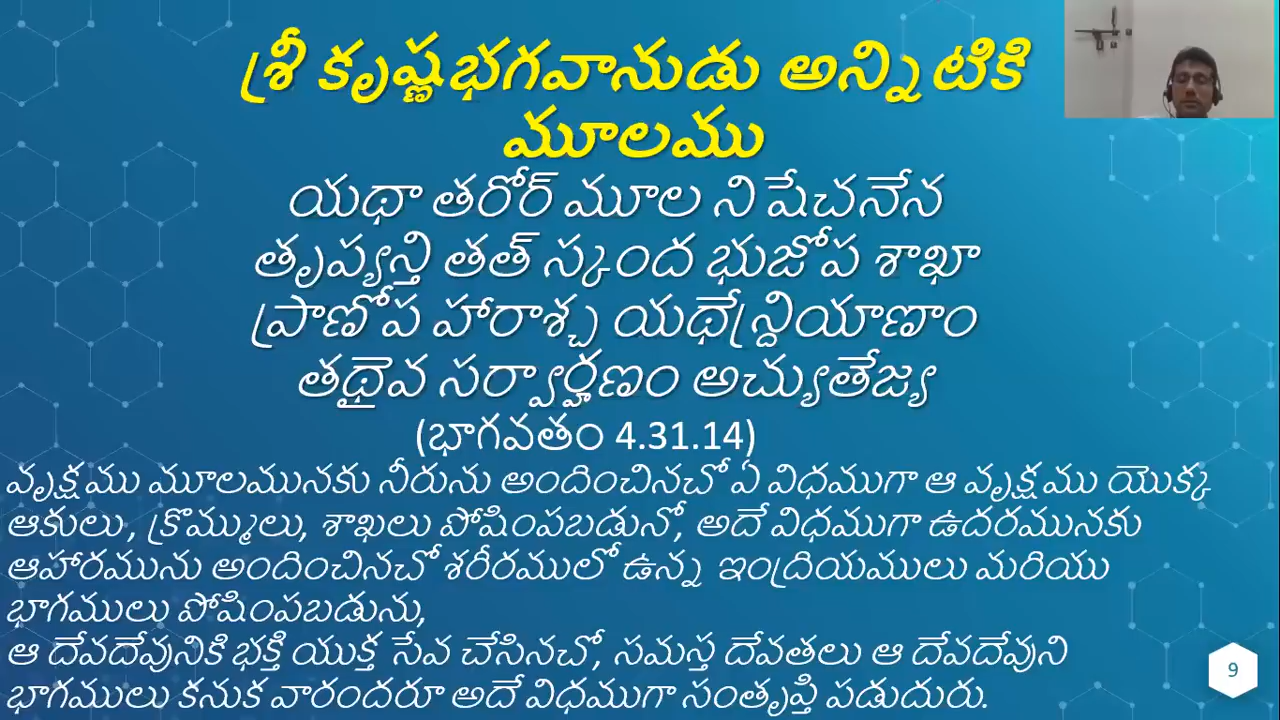 శ్రీ కృష్ణభగవానుడు అన్నిటికి
మూలము
యథా తరోర్ మూల నిషేచనేన
తృప్యన్తి తత్ స్కంద భుజోప శాఖా
ప్రాణోప హారాశ్చ యథేన్ద్రియాణాం
తథైవ సర్వార్హణం అచ్యుతేజ్య
(భాగవతం 4.31.14)
వృక్షము మూలమునకు నీరును అందించినచో ఏ విధముగా ఆ వృక్షము యొక్క
ఆకులు, క్రొమ్ములు, శాఖలు పోషింపబడునో, అదే విధముగా ఉదరమునకు
ఆహారమును అందించినచో శరీరములో ఉన్న ఇంద్రియములు మరియు
భాగములు పోషింపబడును,
ఆ దేవదేవునికి భక్తి యుక్త సేవ చేసినచో, సమస్త దేవతలు ఆ దేవదేవుని
భాగములు కనుక వారందరూ అదే విధముగా సంతృప్తి పడుదురు.
9